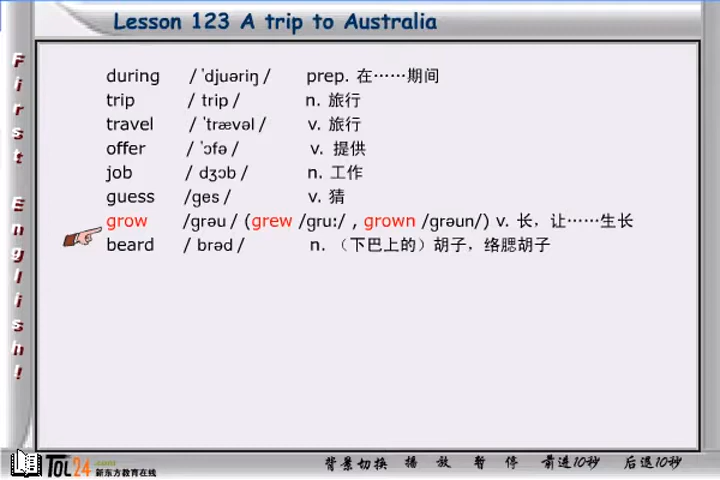 Lesson 123 A trip to Australia
First English!
during / ˈdjuəriŋ / prep. 在……期间
trip / trip / n. 旅行
travel / ˈtrævəl / v. 旅行
offer / ˈɔfə / v. 提供
job / dʒɔb / n. 工作
guess /ges / v. 猜
grow /grəu / (grew /gru:/ , grown /grəun/) v. 长，让……生长
beard / brəd / n. （下巴上的）胡子，络腮胡子
TOL24.com 新东方教育在线
背景切换 播 放 暂 停 前进10秒 后退10秒